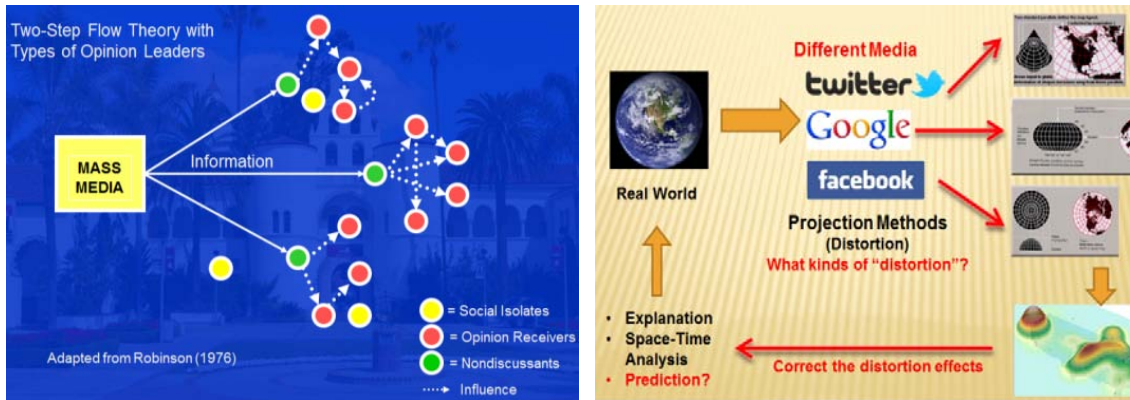 Two-Step Flow Theory with
Types of Opinion Leaders
MASS
MEDIA
Information
= Social Isolates
= Opinion Receivers
= Nondiscussants
= Influence
Adapted from Robinson (1976)
Different Media
twitter
Google
facebook
Real World
Projection Methods
(Distortion)
What kinds of “distortion”?
• Explanation
• Space-Time
Analysis
• Prediction?
Correct the distortion effects